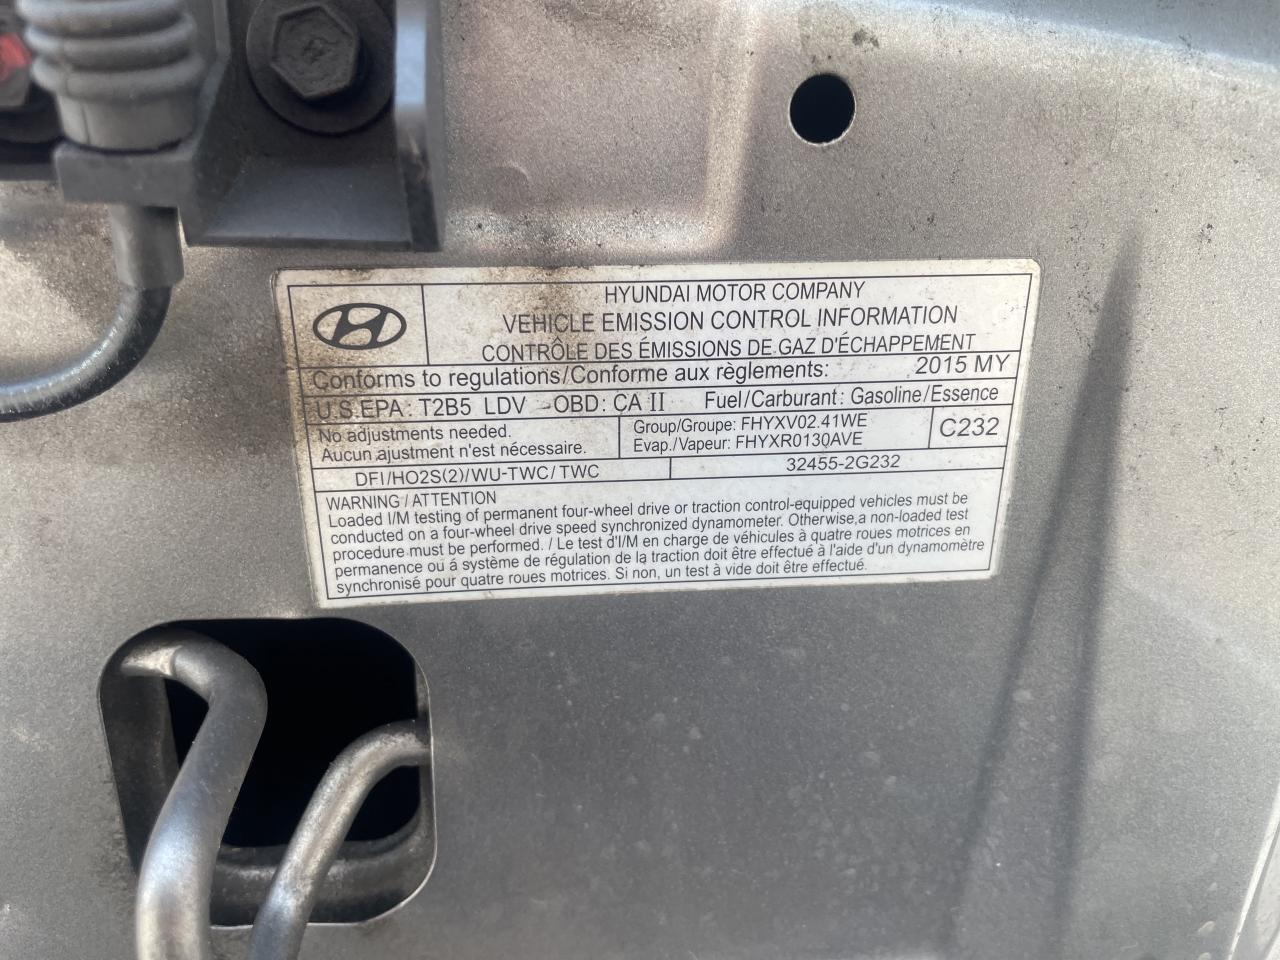 HYUNDAI MOTOR COMPANY
VEHICLE EMISSION CONTROL INFORMATION
CONTRÔLE DES ÉMISSIONS DE GAZ D'ÉCHAPPEMENT
Conforms to regulations/Conforme aux règlements: 2015 MY
U.S.EPA: T2B5 LDV OBD: CA II Fuel/Carburant: Gasoline/Essence
No adjustments needed.
Aucun ajustment n'est nécessaire.
Group/Groupe: FHYXV02.41WE
Evap./Vapeur: FHYXR0130AVE
C232
DFI/HO2S(2)/WU-TWC/TWC
32455-2G232
WARNING / ATTENTION
Loaded I/M testing of permanent four-wheel drive or traction control-equipped vehicles must be
conducted on a four-wheel drive speed synchronized dynamometer. Otherwise,a non-loaded test
procedure must be performed. / Le test d'I/M en charge de véhicules à quatre roues motrices en
permanence ou á système de régulation de la traction doit être effectué à l'aide d'un dynamomètre
synchronisé pour quatre roues motrices. Si non, un test à vide doit être effectué.